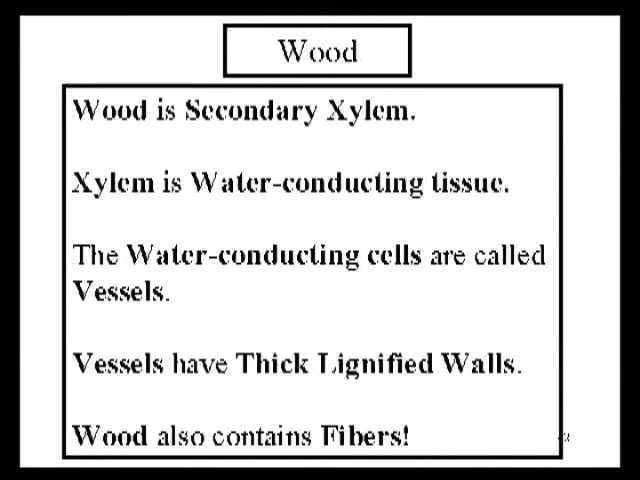 Wood
Wood is Secondary Xylem.
Xylem is Water-conducting tissue.
The Water-conducting cells are called
Vessels.
Vessels have Thick Lignified Walls.
Wood also contains Fibers!